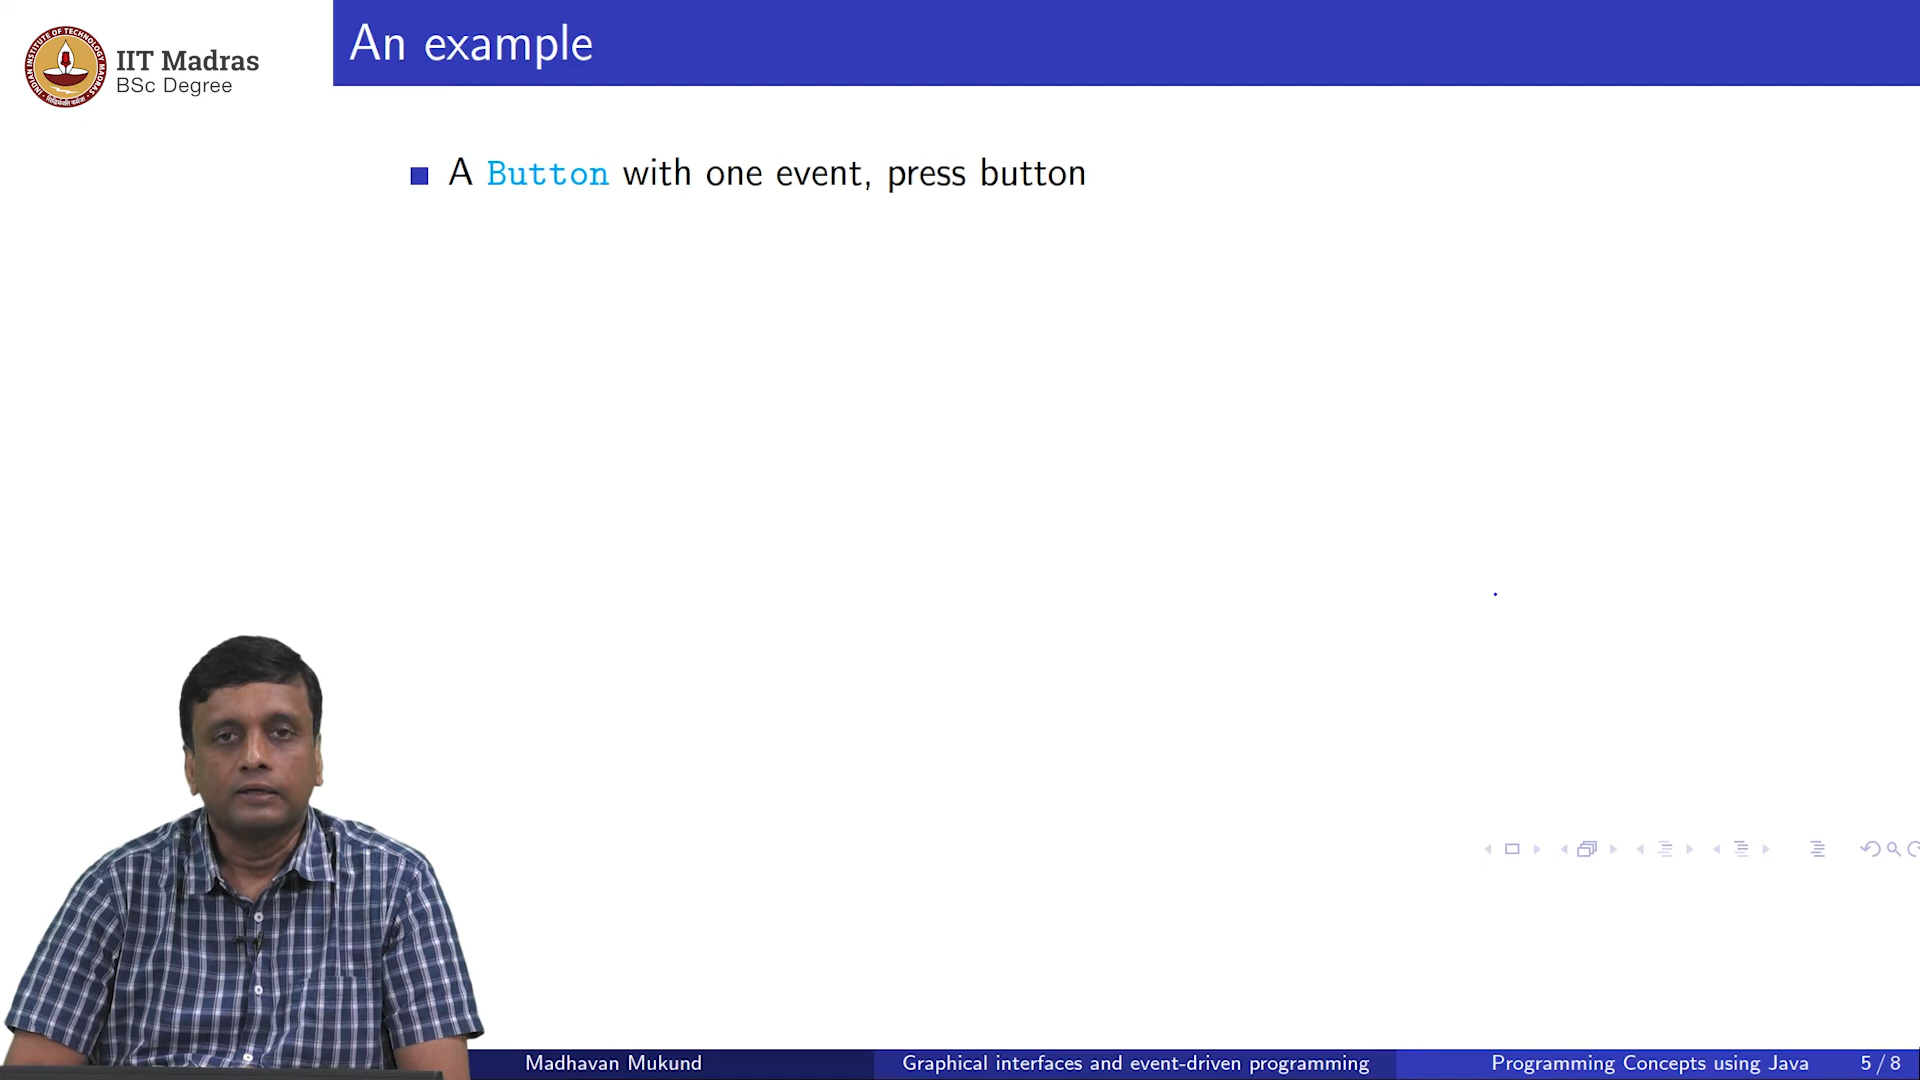 An example
IIT Madras
BSc Degree
A Button with one event, press button
Madhavan Mukund
Graphical interfaces and event-driven programming
Programming Concepts using Java
5 / 8